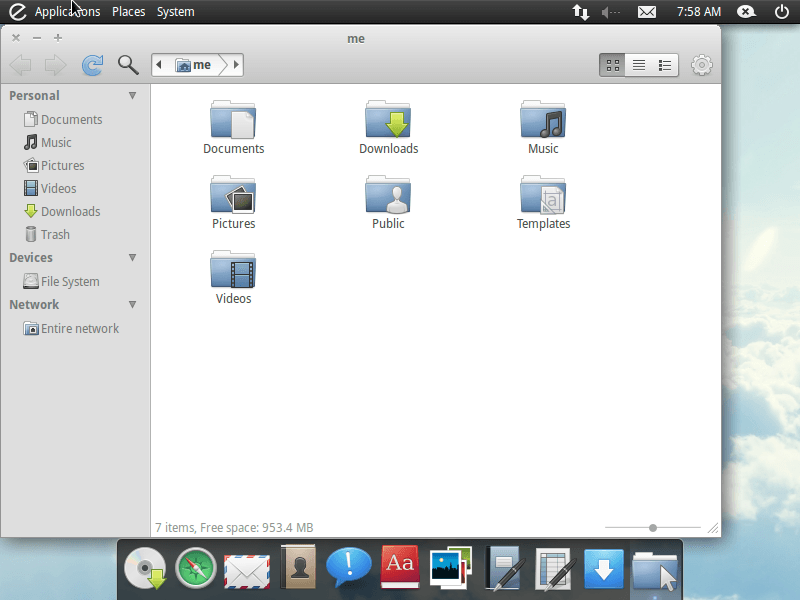 Applications Places System 7:58 AM
me
me
Personal
Documents
Music
Pictures
Videos
Downloads
Trash
Devices
File System
Network
Entire network
Documents Downloads Music
Pictures Public Templates
a
Videos
7 items, Free space: 953.4 MB
! Aa